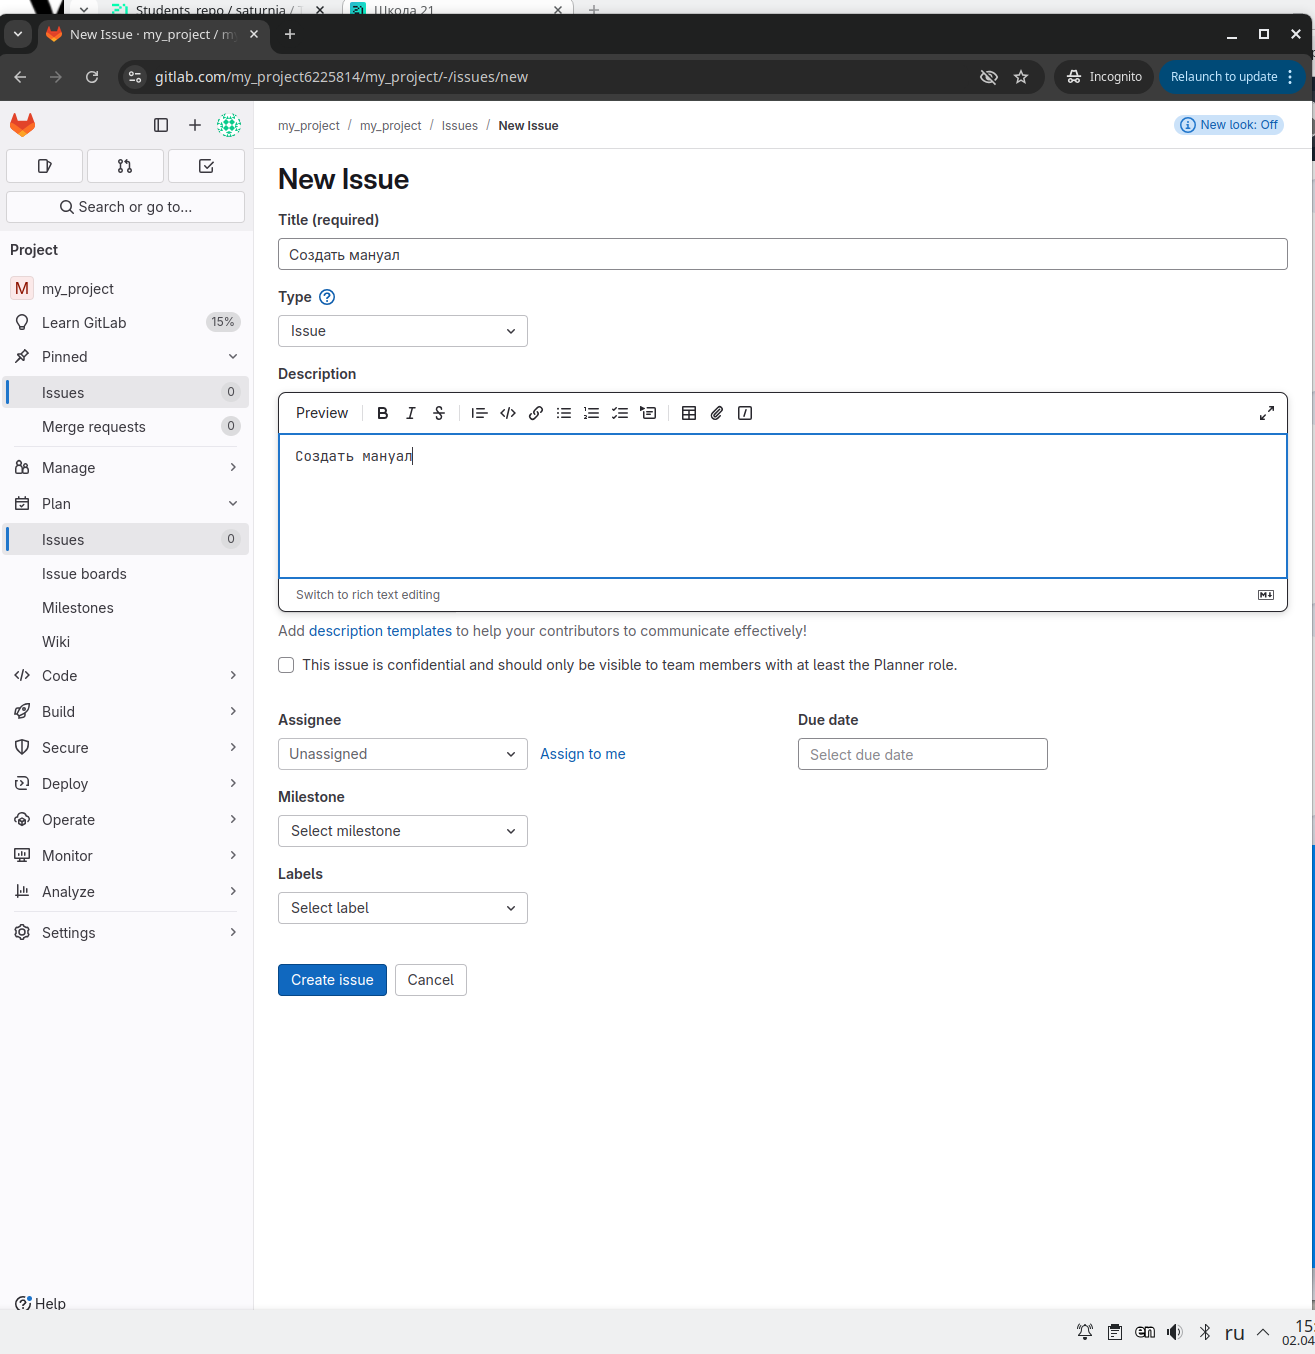 Students_repo / saturnia /
Школа 21
New Issue · my_project / m
gitlab.com/my_project6225814/my_project/-/issues/new
Incognito
Relaunch to update
my_project / my_project / Issues / New Issue
New look: Off
Search or go to...
Project
M my_project
Learn GitLab 15%
Pinned
Issues 0
Merge requests 0
Manage
Plan
Issues 0
Issue boards
Milestones
Wiki
Code
Build
Secure
Deploy
Operate
Monitor
Analyze
Settings
Help
New Issue
Title (required)
Создать мануал
Type
Issue
Description
Preview
Создать мануал
Switch to rich text editing
Add description templates to help your contributors to communicate effectively!
This issue is confidential and should only be visible to team members with at least the Planner role.
Assignee
Unassigned
Assign to me
Due date
Select due date
Milestone
Select milestone
Labels
Select label
Create issue
Cancel
en
ru
15:
02.04